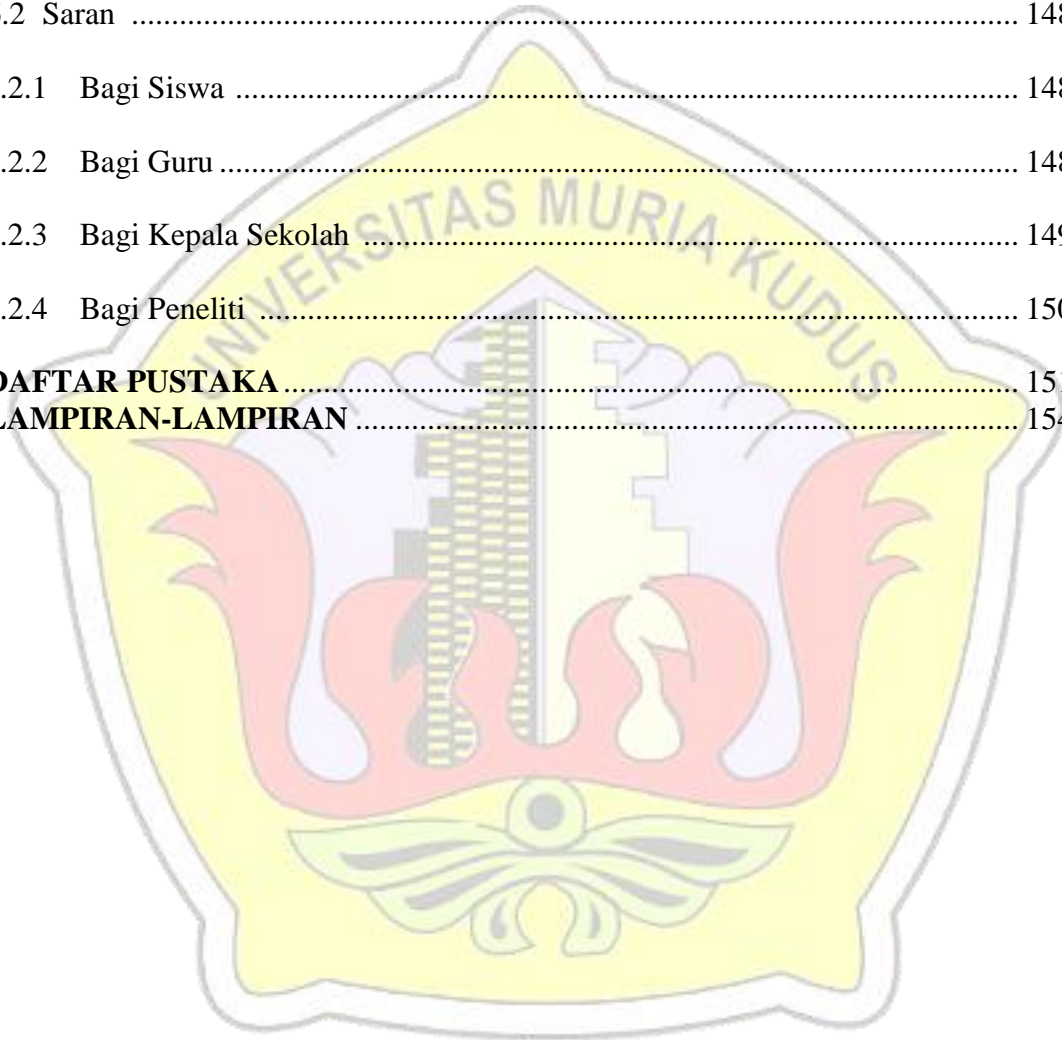 .2 Saran ........................................................................ 148
.2.1 Bagi Siswa ........................................................................ 148
.2.2 Bagi Guru ........................................................................ 148
.2.3 Bagi Kepala Sekolah ........................................................................ 149
.2.4 Bagi Peneliti ........................................................................ 150
DAFTAR PUSTAKA ........................................................................ 151
LAMPIRAN-LAMPIRAN ........................................................................ 154
UNIVERSITAS MURIA KUDUS